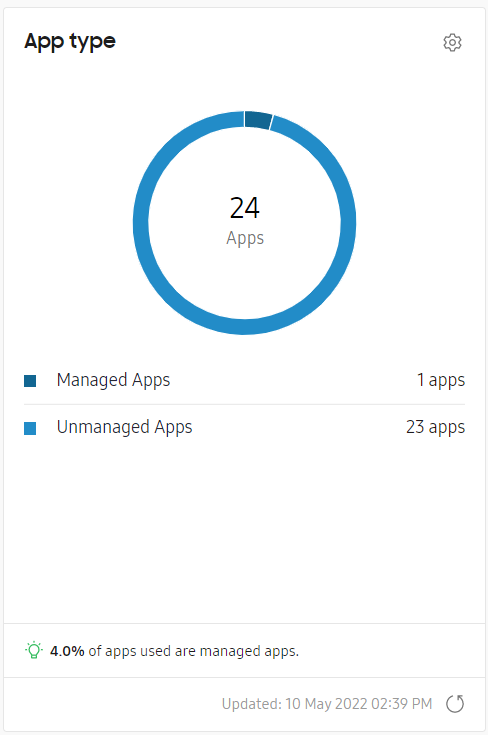 App type
24
Apps
Managed Apps 1 apps
Unmanaged Apps 23 apps
4.0% of apps used are managed apps.
Updated: 10 May 2022 02:39 PM